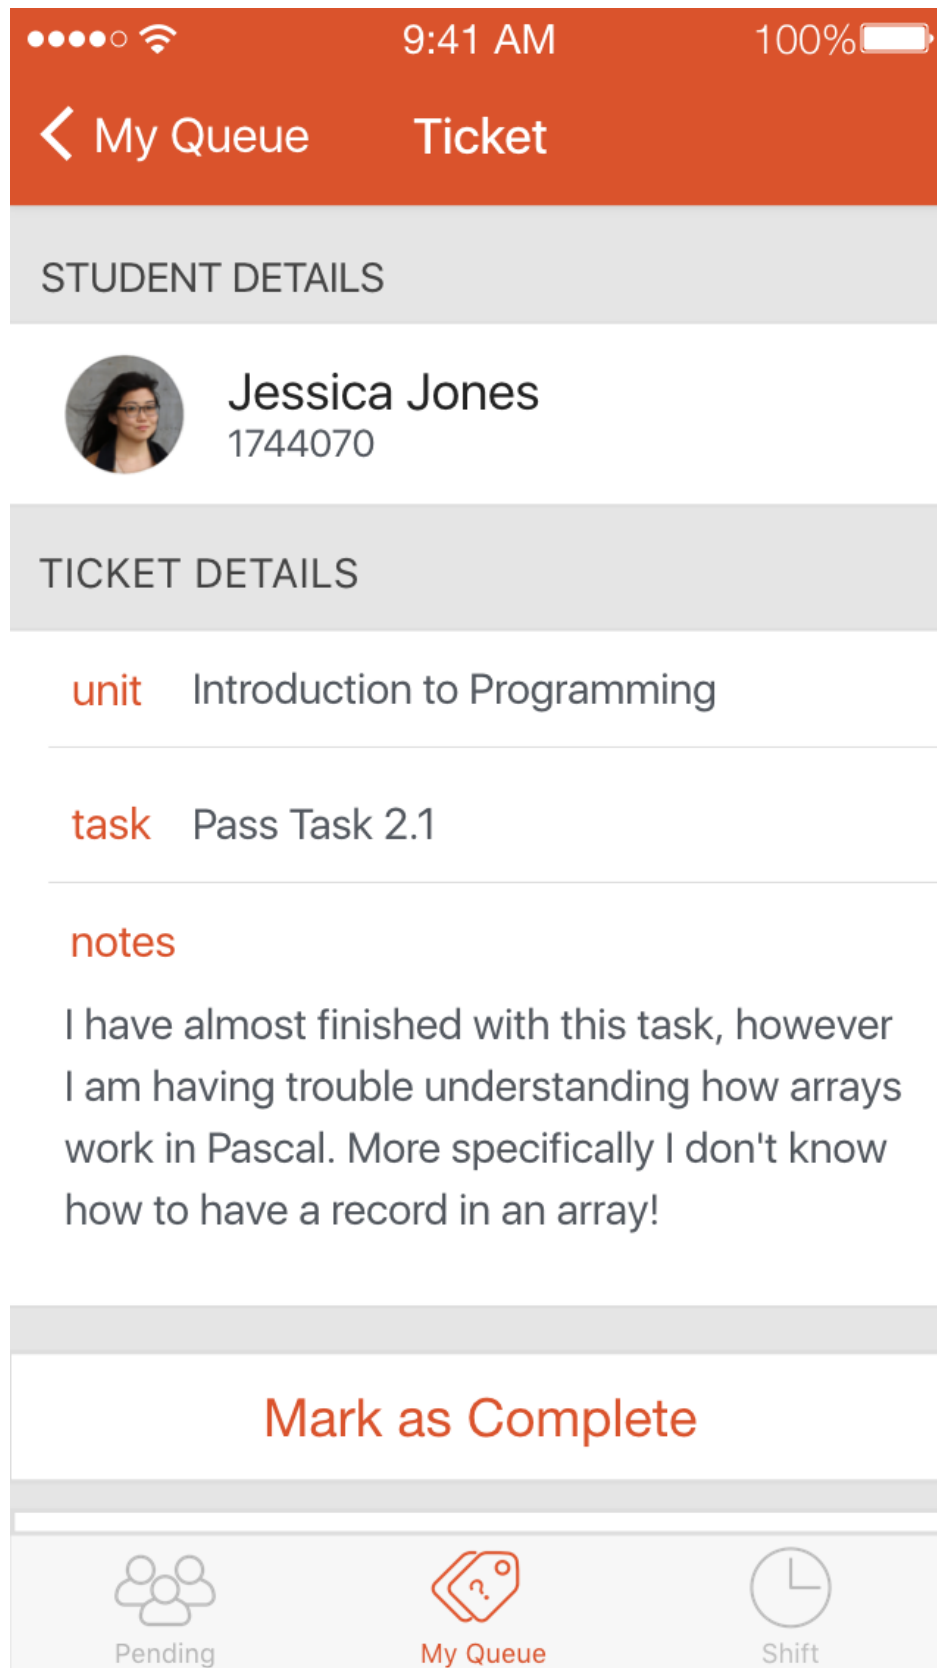 9:41 AM 100%
My Queue Ticket
STUDENT DETAILS
Jessica Jones
1744070
TICKET DETAILS
unit Introduction to Programming
task Pass Task 2.1
notes
I have almost finished with this task, however
I am having trouble understanding how arrays
work in Pascal. More specifically I don't know
how to have a record in an array!
Mark as Complete
?
Pending My Queue Shift